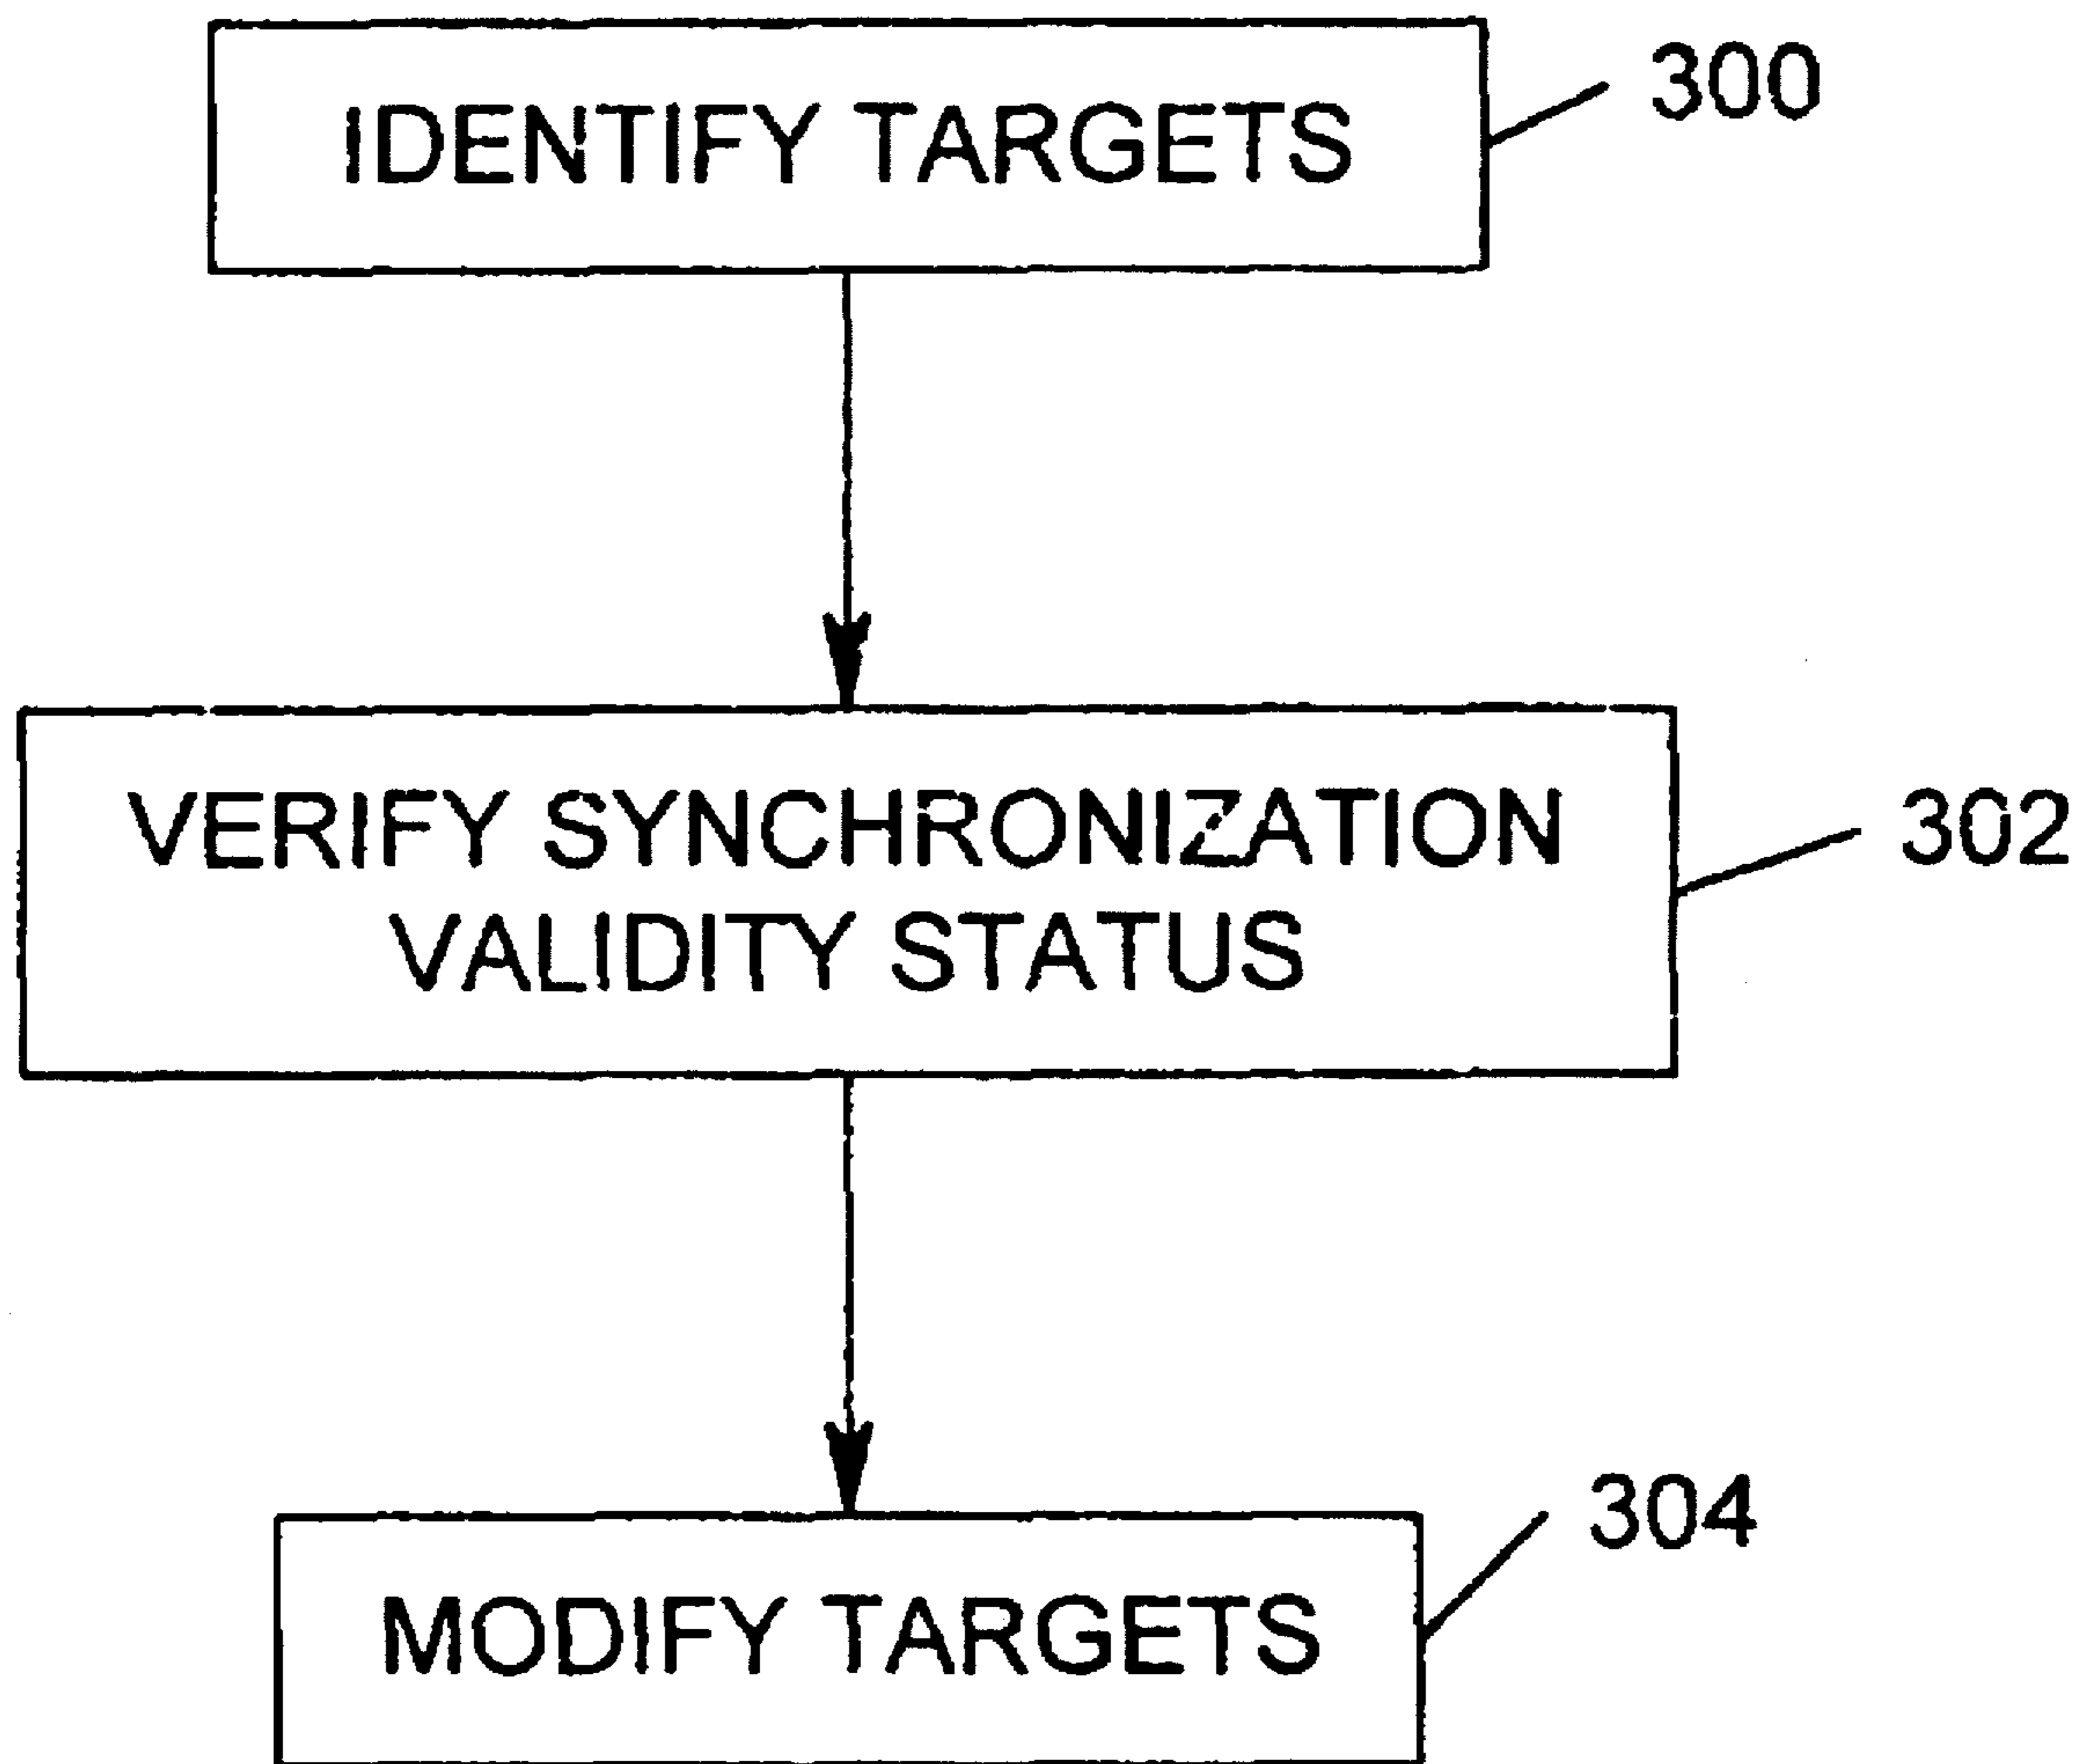 IDENTIFY TARGETS
300
VERIFY SYNCHRONIZATION
VALIDITY STATUS
302
MODIFY TARGETS
304